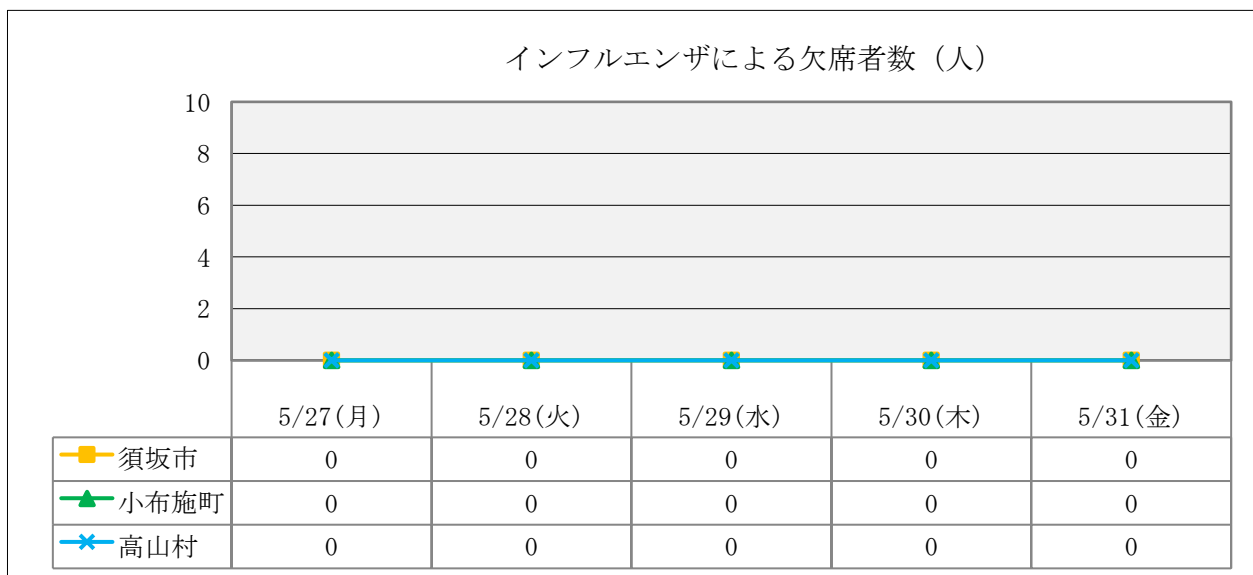 インフルエンザによる欠席者数（人）
10
8
6
4
2
0
5/27(月) 5/28(火) 5/29(水) 5/30(木) 5/31(金)
須坂市 0 0 0 0 0
小布施町 0 0 0 0 0
高山村 0 0 0 0 0